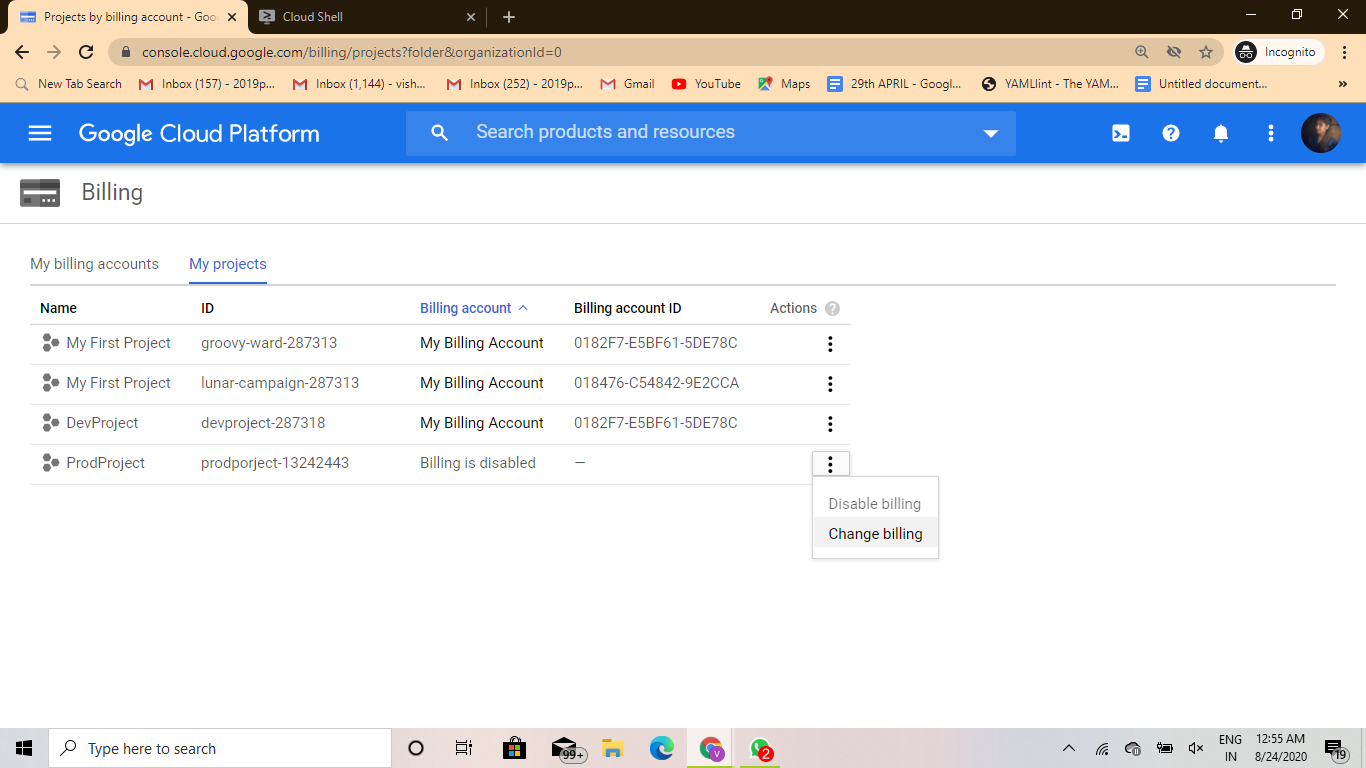 Projects by billing account - Goo
Cloud Shell
console.cloud.google.com/billing/projects?folder&organizationId=0
Incognito
New Tab Search
Inbox (157) - 2019p...
Inbox (1,144) - vish...
Inbox (252) - 2019p...
Gmail
YouTube
Maps
29th APRIL - Googl...
YAMLlint - The YAM...
Untitled document...
»
Google Cloud Platform
Search products and resources
Billing
My billing accounts
My projects
Name ID Billing account Billing account ID Actions
My First Project groovy-ward-287313 My Billing Account 0182F7-E5BF61-5DE78C
My First Project lunar-campaign-287313 My Billing Account 018476-C54842-9E2CCA
DevProject devproject-287318 My Billing Account 0182F7-E5BF61-5DE78C
ProdProject prodporject-13242443 Billing is disabled —
Disable billing
Change billing
Type here to search
99+
V
2
ENG
IN
12:55 AM
8/24/2020
19